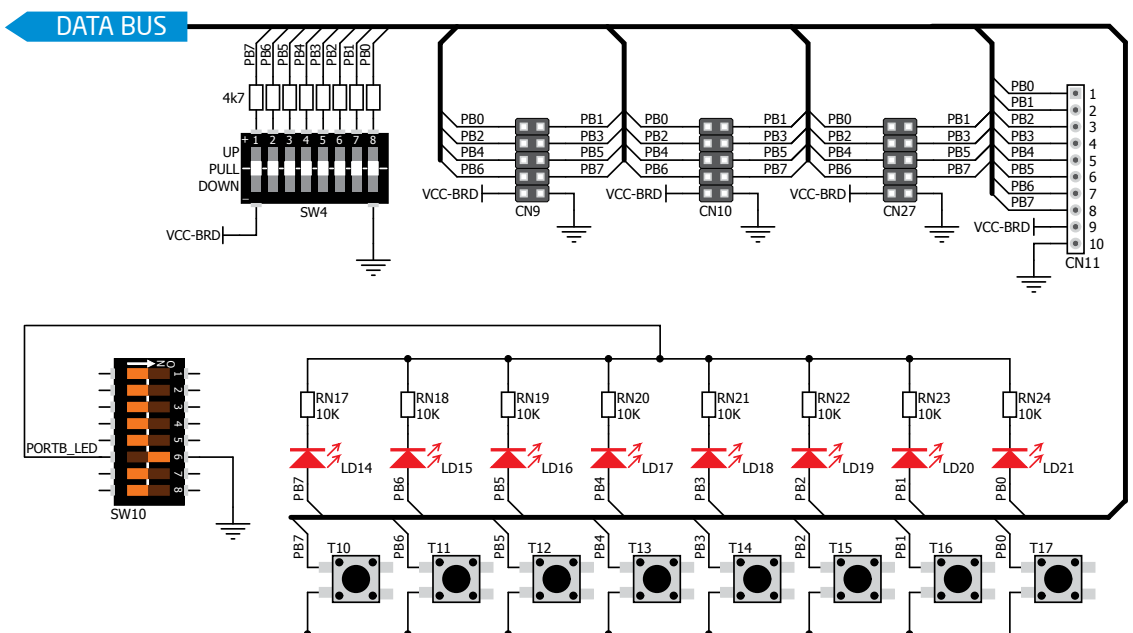 DATA BUS
PB7 PB6 PB5 PB4 PB3 PB2 PB1 PB0
4k7
+ 1 2 3 4 5 6 7 8
UP
PULL
DOWN
–
SW4
VCC-BRD
PB0 PB1
PB2 PB3
PB4 PB5
PB6 PB7
VCC-BRD
CN9
PB0 PB1
PB2 PB3
PB4 PB5
PB6 PB7
VCC-BRD
CN10
PB0 PB1
PB2 PB3
PB4 PB5
PB6 PB7
VCC-BRD
CN27
PB0 1
PB1 2
PB2 3
PB3 4
PB4 5
PB5 6
PB6 7
PB7 8
VCC-BRD 9
10
CN11
ON
1
2
3
4
5
PORTB_LED 6
7
8
SW10
RN17 RN18 RN19 RN20 RN21 RN22 RN23 RN24
10K 10K 10K 10K 10K 10K 10K 10K
LD14 LD15 LD16 LD17 LD18 LD19 LD20 LD21
PB7 PB6 PB5 PB4 PB3 PB2 PB1 PB0
PB7 PB6 PB5 PB4 PB3 PB2 PB1 PB0
T10 T11 T12 T13 T14 T15 T16 T17